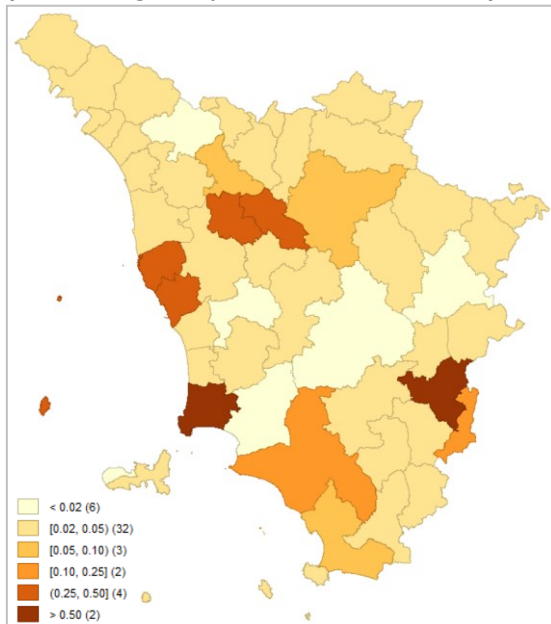 < 0.02 (6)
[0.02, 0.05) (32)
[0.05, 0.10) (3)
[0.10, 0.25] (2)
(0.25, 0.50] (4)
> 0.50 (2)